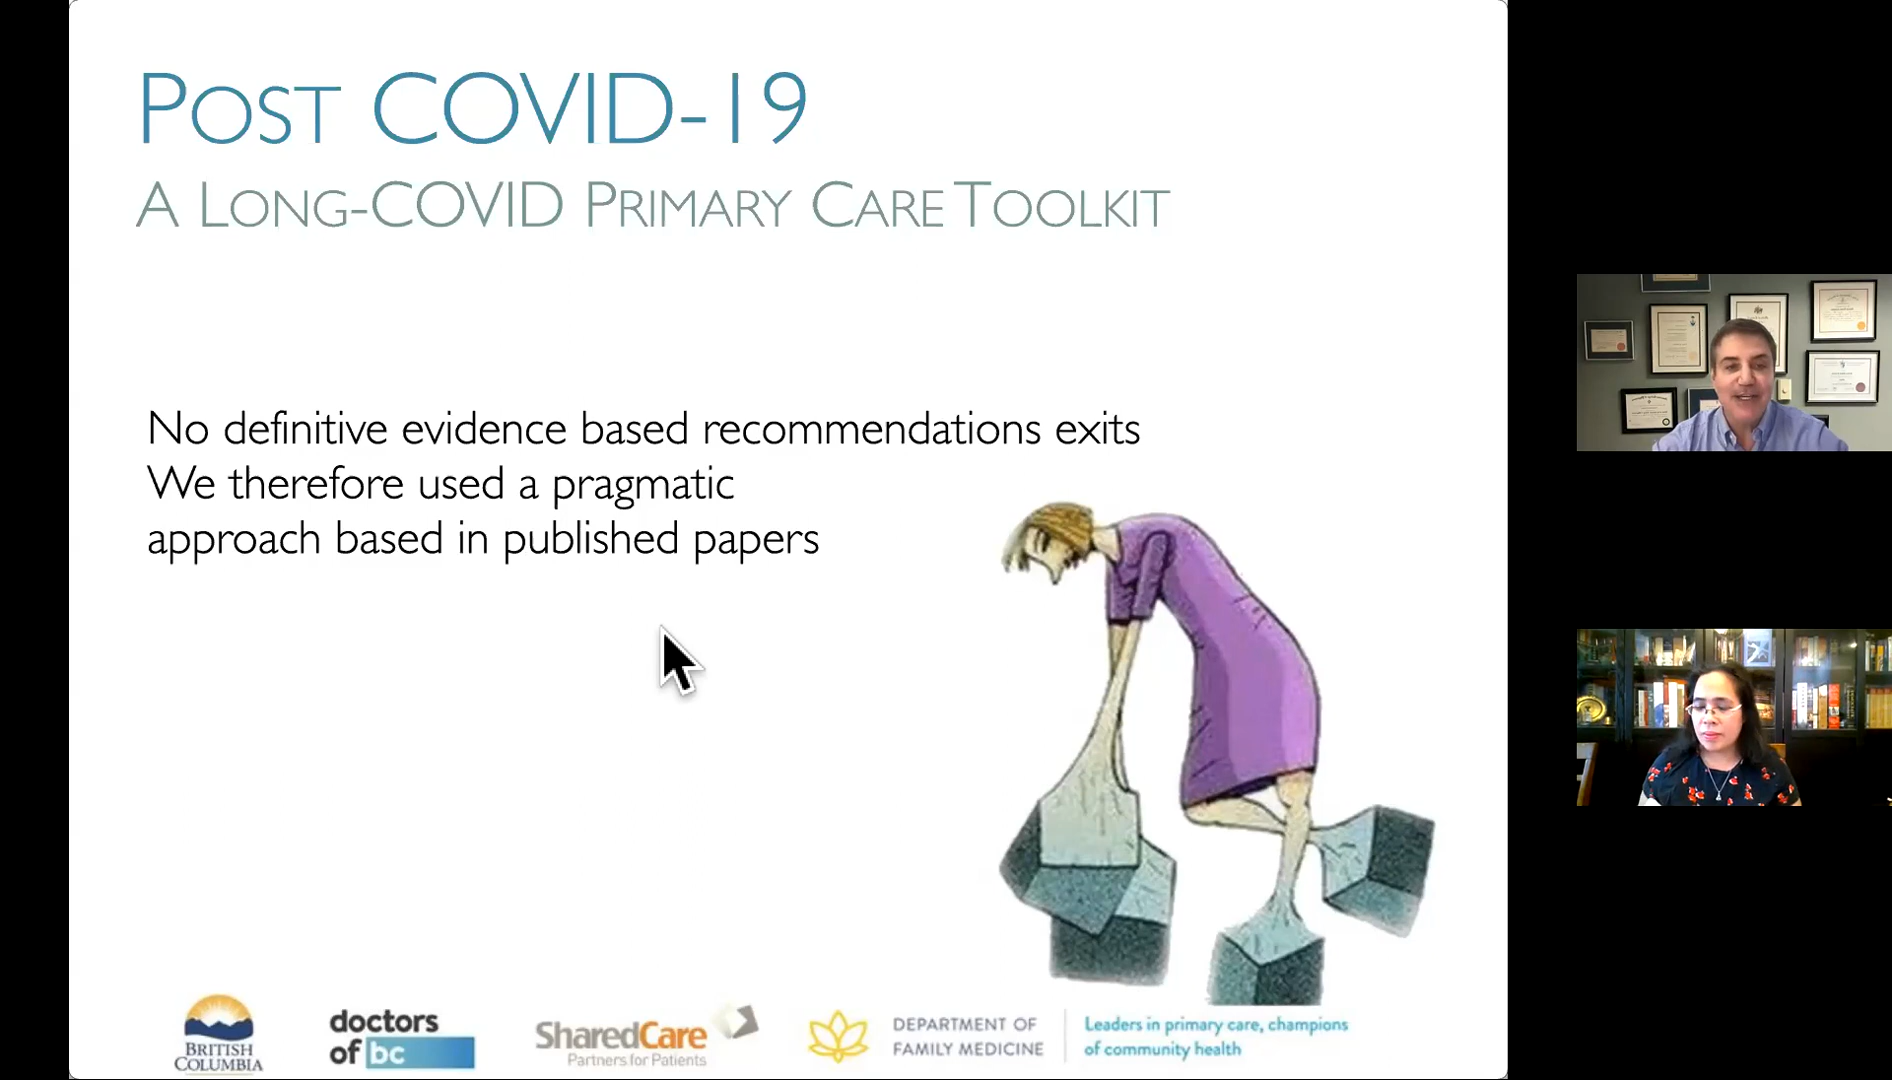 POST COVID-19
A LONG-COVID PRIMARY CARE TOOLKIT
No definitive evidence based recommendations exits
We therefore used a pragmatic
approach based in published papers
BRITISH
COLUMBIA
doctors
of bc
SharedCare
Partners for Patients
DEPARTMENT OF
FAMILY MEDICINE
Leaders in primary care, champions
of community health